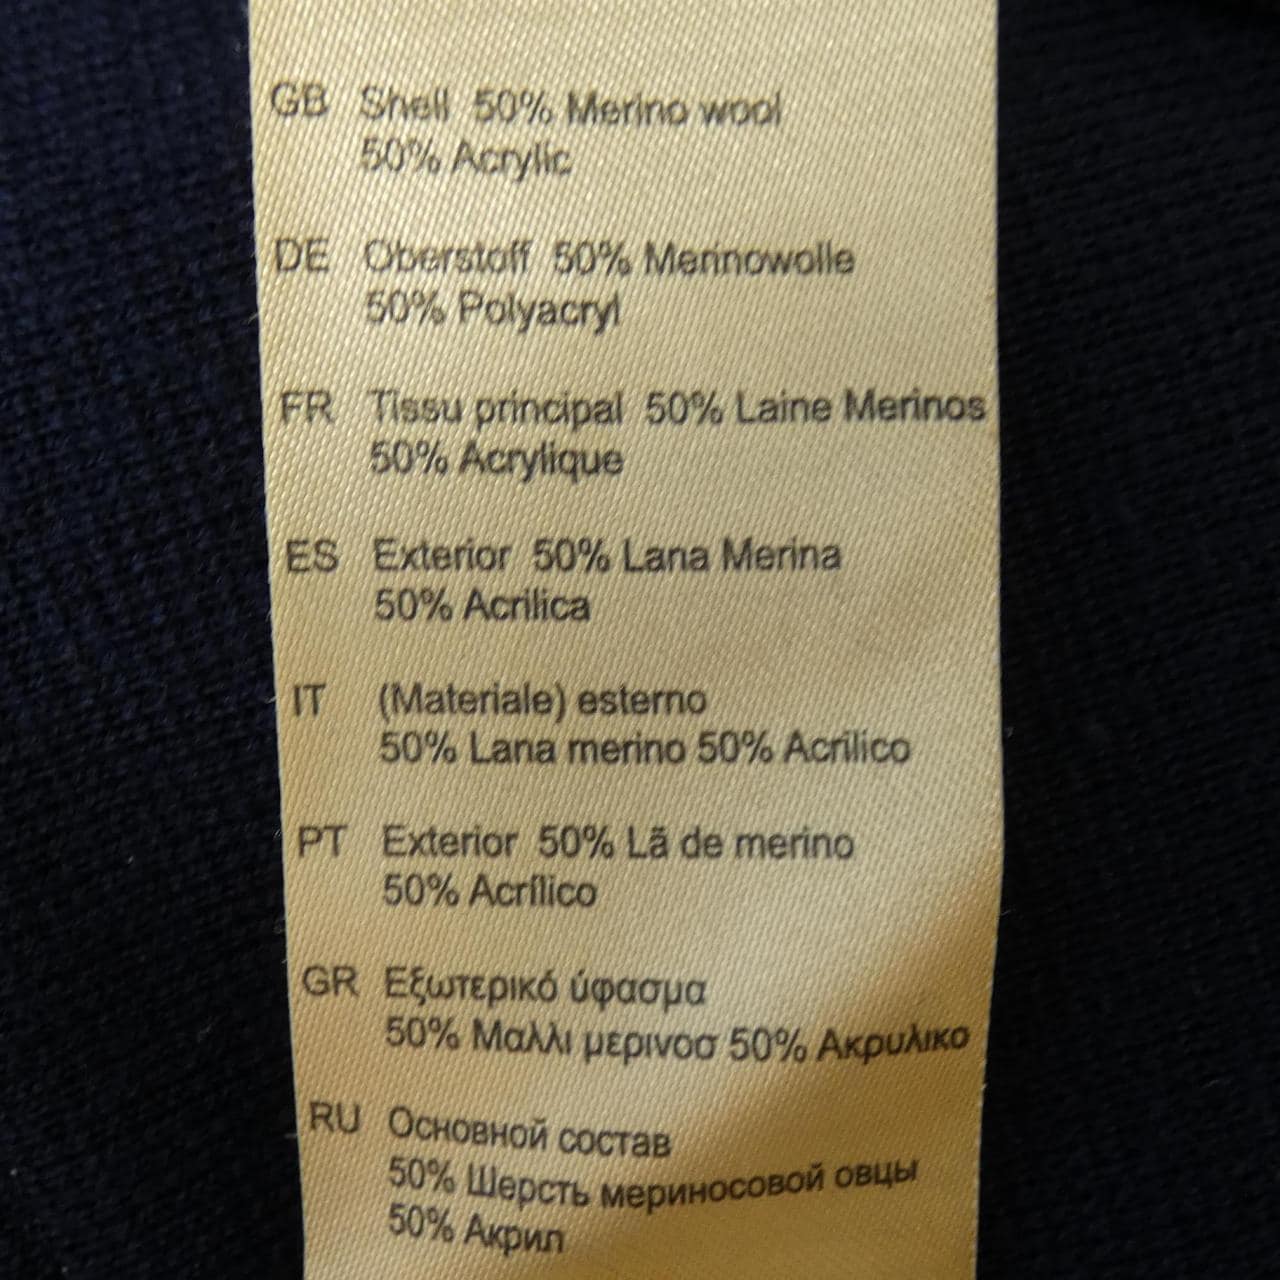 GB Shell 50% Merino wool
50% Acrylic
DE Oberstoff 50% Merinowolle
50% Polyacryl
FR Tissu principal 50% Laine Merinos
50% Acrylique
ES Exterior 50% Lana Merina
50% Acrilica
IT (Materiale) esterno
50% Lana merino 50% Acrilico
PT Exterior 50% Lã de merino
50% Acrílico
GR Εξωτερικό ύφασμα
50% Μαλλι μερινοσ 50% Ακρυλικο
RU Основной состав
50% Шерсть мериносовой овцы
50% Акрил